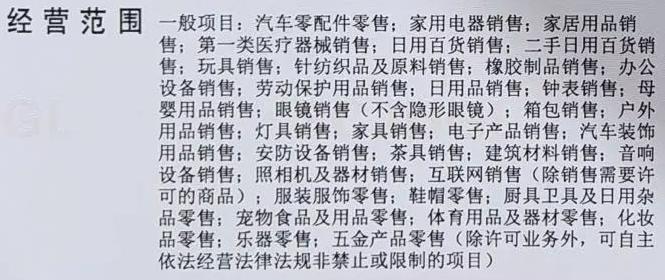 经营范围 一般项目：汽车零配件零售；家用电器销售；家居用品销
售；第一类医疗器械销售；日用百货销售；二手日用百货销
售；玩具销售；针纺织品及原料销售；橡胶制品销售；办公
设备销售；劳动保护用品销售；日用品销售；钟表销售；母
婴用品销售；眼镜销售（不含隐形眼镜）；箱包销售；户外
用品销售；灯具销售；家具销售；电子产品销售；汽车装饰
用品销售；安防设备销售；茶具销售；建筑材料销售；音响
设备销售；照相机及器材销售；互联网销售（除销售需要许
可的商品）；服装服饰零售；鞋帽零售；厨具卫具及日用杂
品零售；宠物食品及用品零售；体育用品及器材零售；化妆
品零售；乐器零售；五金产品零售（除许可业务外，可自主
依法经营法律法规非禁止或限制的项目）